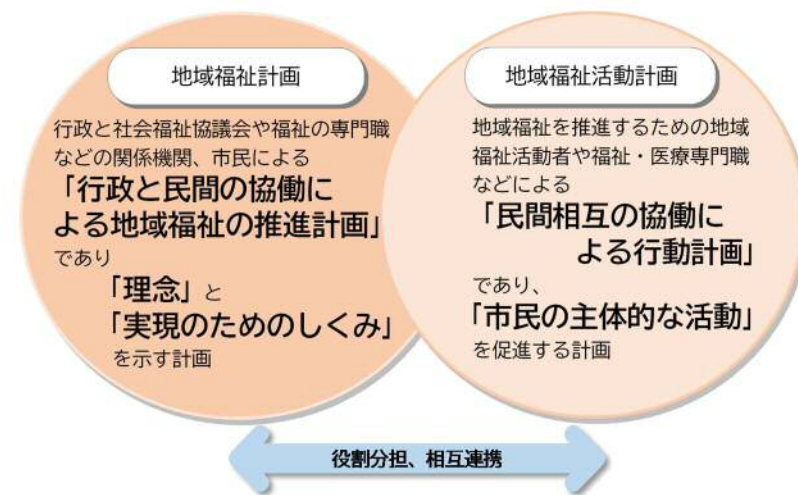 地域福祉計画
行政と社会福祉協議会や福祉の専門職
などの関係機関、市民による
「行政と民間の協働に
よる地域福祉の推進計画」
であり
「理念」と
「実現のためのしくみ」
を示す計画
地域福祉活動計画
地域福祉を推進するための地域
福祉活動者や福祉・医療専門職
などによる
「民間相互の協働に
よる行動計画」
であり、
「市民の主体的な活動」
を促進する計画
役割分担、相互連携